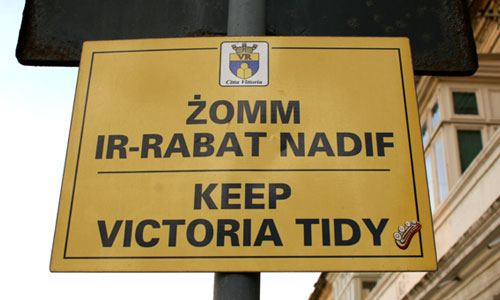 VR
Città Vittoria
ŻOMM
IR-RABAT NADIF
KEEP
VICTORIA TIDY